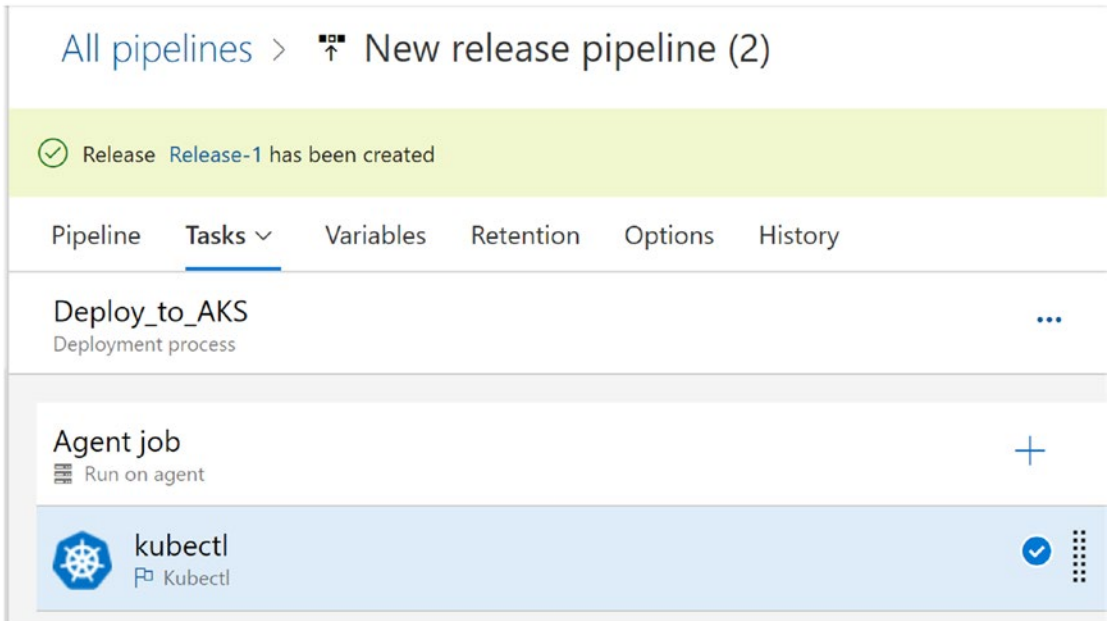 All pipelines > New release pipeline (2)
Release Release-1 has been created
Pipeline Tasks Variables Retention Options History
Deploy_to_AKS
Deployment process
Agent job
Run on agent
kubectl
Kubectl